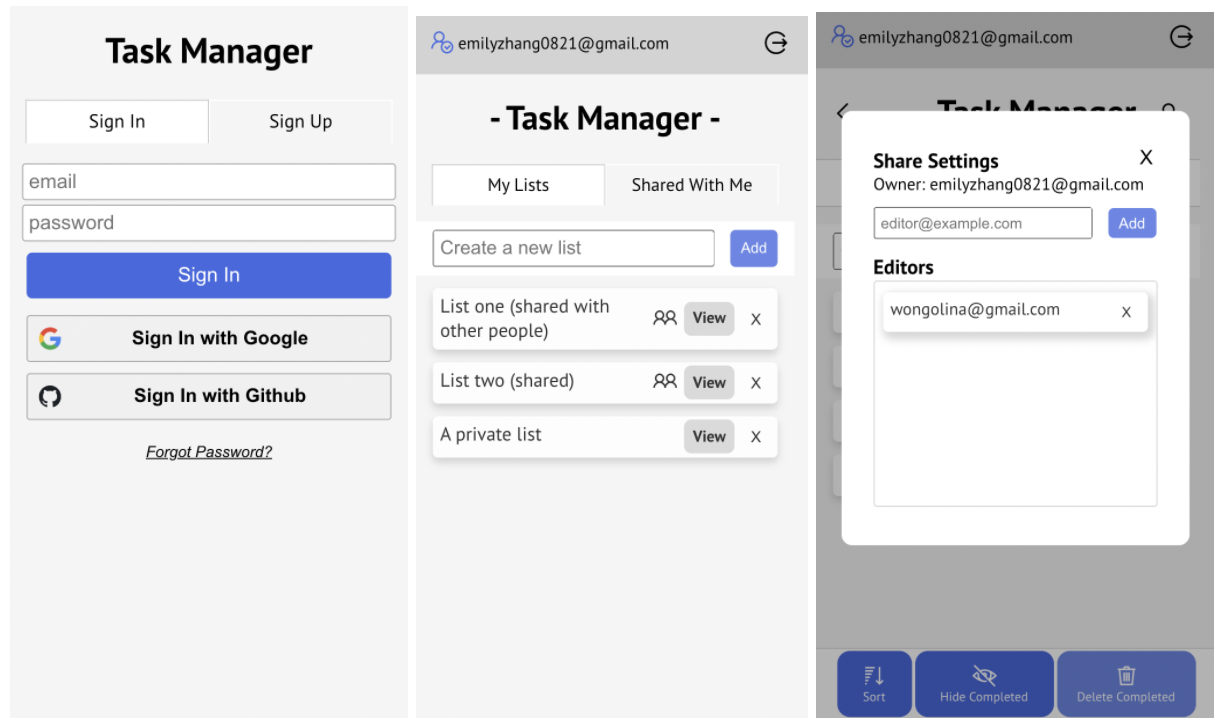 Task Manager
Sign In
Sign Up
email
password
Sign In
Sign In with Google
Sign In with Github
Forgot Password?
emilyzhang0821@gmail.com
- Task Manager -
My Lists
Shared With Me
Create a new list
Add
List one (shared with
other people)
View
X
List two (shared)
View
X
A private list
View
X
emilyzhang0821@gmail.com
Task Manager
Share Settings
X
Owner: emilyzhang0821@gmail.com
editor@example.com
Add
Editors
wongolina@gmail.com
X
Sort
Hide Completed
Delete Completed